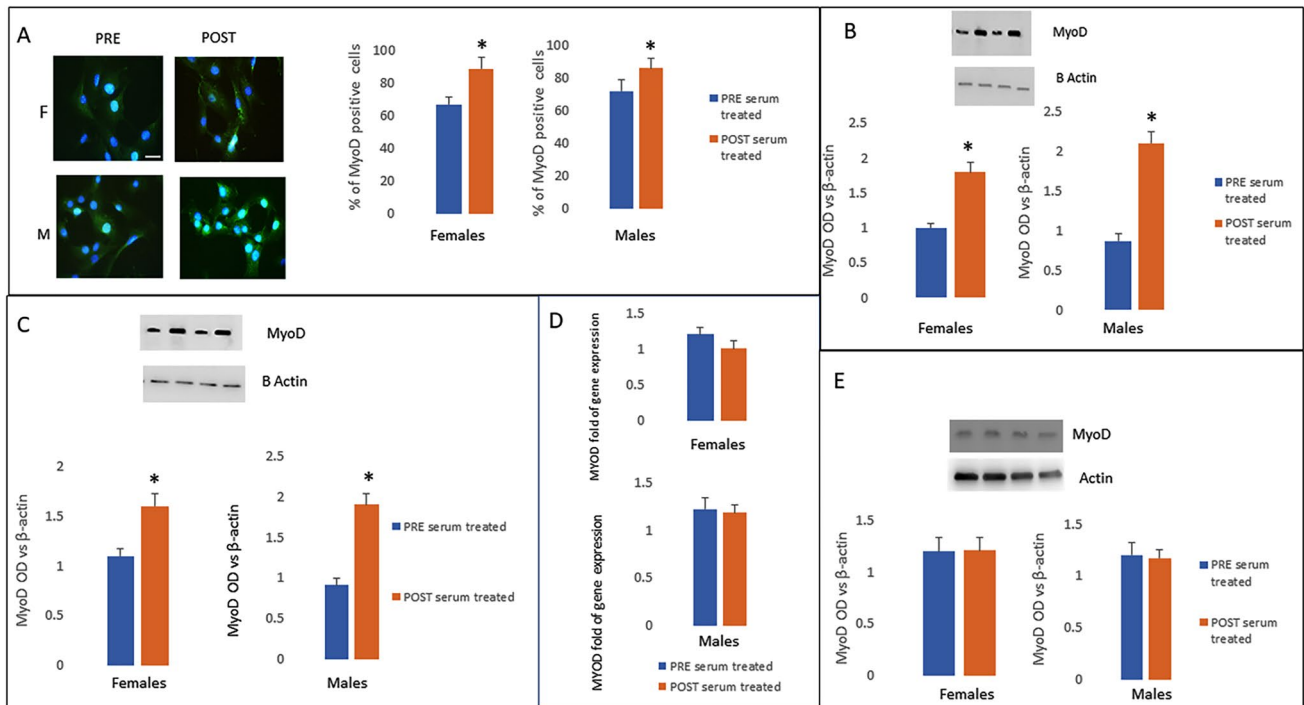 A
PRE POST
F
M
% of MyoD positive cells
100
80
60
40
20
0
*
Females
% of MyoD positive cells
100
80
60
40
20
0
*
Males
PRE serum
treated
POST serum
treated
B
MyoD
B Actin
MyoD OD vs β-actin
2.5
2
1.5
1
0.5
0
*
Females
MyoD OD vs β-actin
2.5
2
1.5
1
0.5
0
*
Males
PRE serum
treated
POST serum
treated
C
MyoD
B Actin
MyoD OD vs β-actin
2
1.5
1
0.5
0
*
Females
MyoD OD vs β-actin
2.5
2
1.5
1
0.5
0
*
Males
PRE serum treated
POST serum treated
D
MYOD fold of gene expression
1.5
1
0.5
0
Females
MYOD fold of gene expression
1.5
1
0.5
0
Males
PRE serum treated
POST serum treated
E
MyoD
Actin
MyoD OD vs β-actin
1.5
1
0.5
0
Females
MyoD OD vs β-actin
1.5
1
0.5
0
Males
PRE serum
treated
POST serum
treated